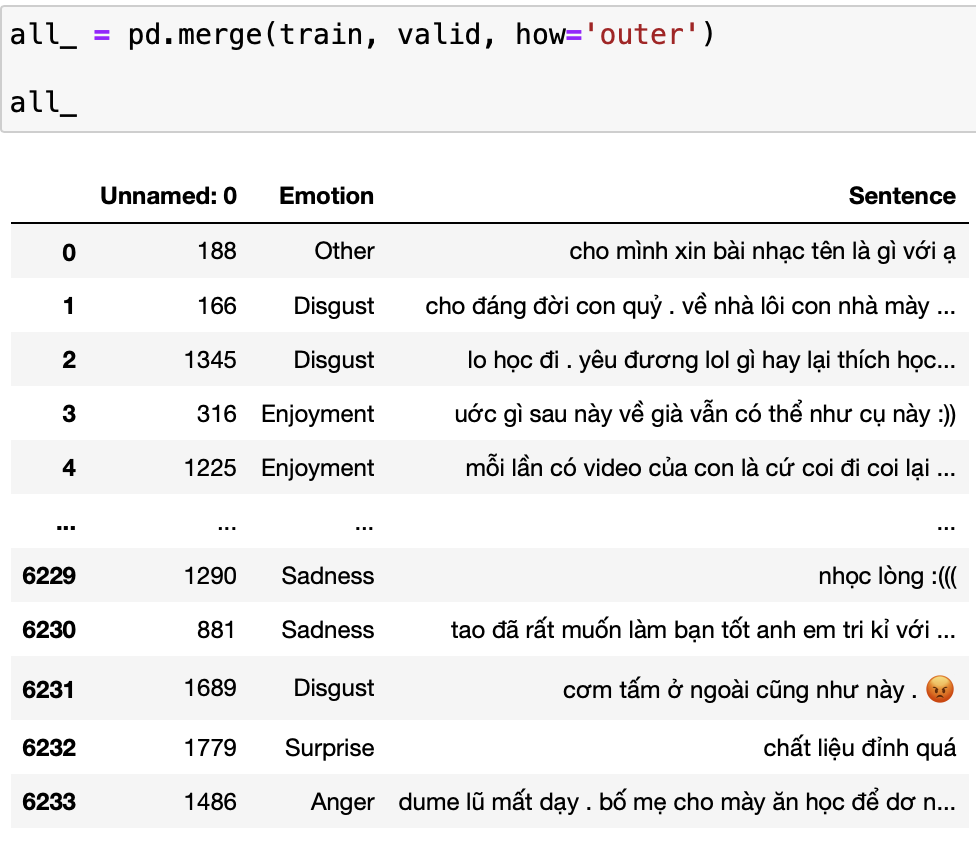 all_ = pd.merge(train, valid, how='outer')
all_
Unnamed: 0 Emotion Sentence
0 188 Other cho mình xin bài nhạc tên là gì với ạ
1 166 Disgust cho đáng đời con quỷ . về nhà lôi con nhà mày ...
2 1345 Disgust lo học đi . yêu đương lol gì hay lại thích học...
3 316 Enjoyment uớc gì sau này về già vẫn có thể như cụ này :))
4 1225 Enjoyment mỗi lần có video của con là cứ coi đi coi lại ...
... ... ... ...
6229 1290 Sadness nhọc lòng :(((
6230 881 Sadness tao đã rất muốn làm bạn tốt anh em tri kỉ với ...
6231 1689 Disgust cơm tấm ở ngoài cũng như này . 😡
6232 1779 Surprise chất liệu đỉnh quá
6233 1486 Anger dume lũ mất dạy . bố mẹ cho mày ăn học để dơ n...